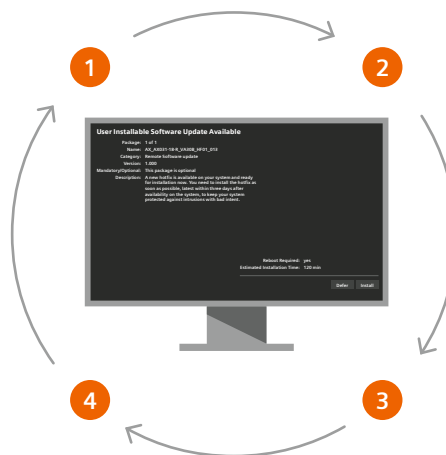 1
2
User Installable Software Update Available
Package: 1 of 1
Name: AX_AX031-18-R_VA30B_HF01_013
Category: Remote Software update
Version: 1.000
Mandatory/Optional: This package is optional
Description: A new hotfix is available on your system and ready
for installation now. You need to install the hotfix as
soon as possible, latest within three days after
availability on the system, to keep your system
protected against intrusions with bad intent.
Reboot Required: yes
Estimated Installation Time: 120 min
Defer Install
4
3